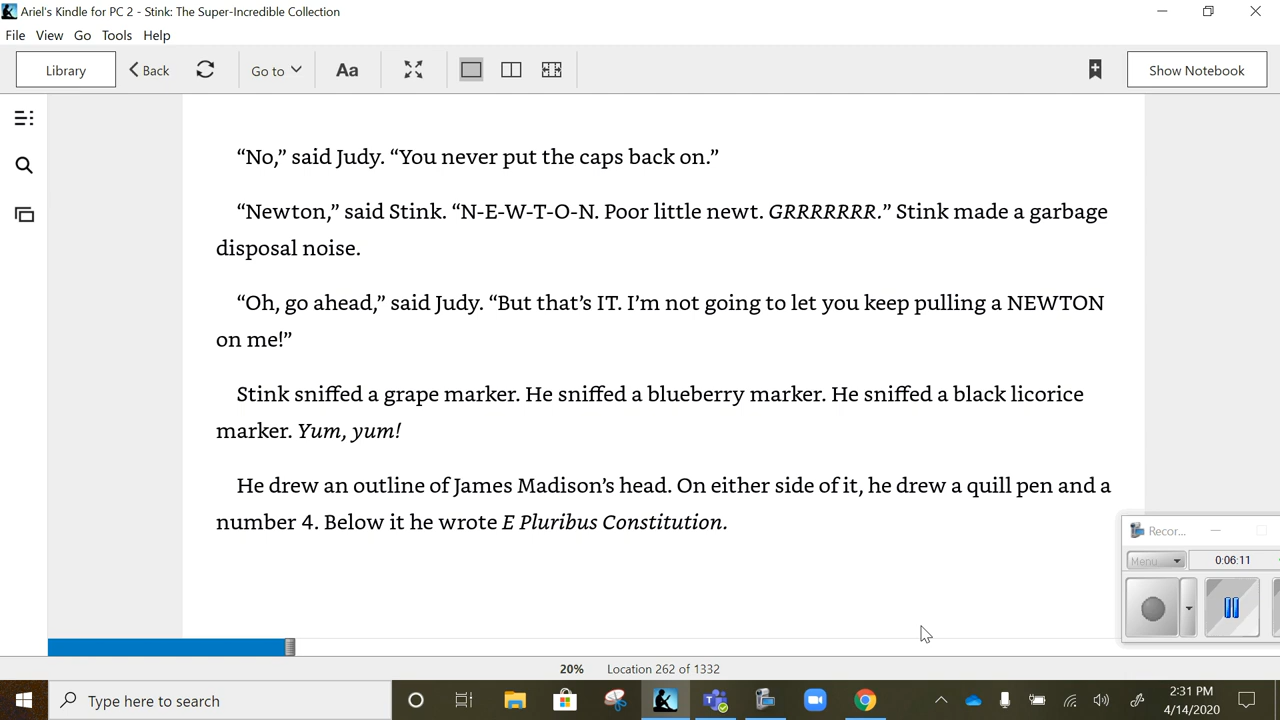 Ariel's Kindle for PC 2 - Stink: The Super-Incredible Collection
File View Go Tools Help
Library Back Go to Aa Show Notebook
“No,” said Judy. “You never put the caps back on.”
“Newton,” said Stink. “N-E-W-T-O-N. Poor little newt. GRRRRRRR.” Stink made a garbage
disposal noise.
“Oh, go ahead,” said Judy. “But that’s IT. I’m not going to let you keep pulling a NEWTON
on me!”
Stink sniffed a grape marker. He sniffed a blueberry marker. He sniffed a black licorice
marker. Yum, yum!
He drew an outline of James Madison’s head. On either side of it, he drew a quill pen and a
number 4. Below it he wrote E Pluribus Constitution.
Recor...
Menu 0:06:11
20% Location 262 of 1332
Type here to search
2:31 PM
4/14/2020